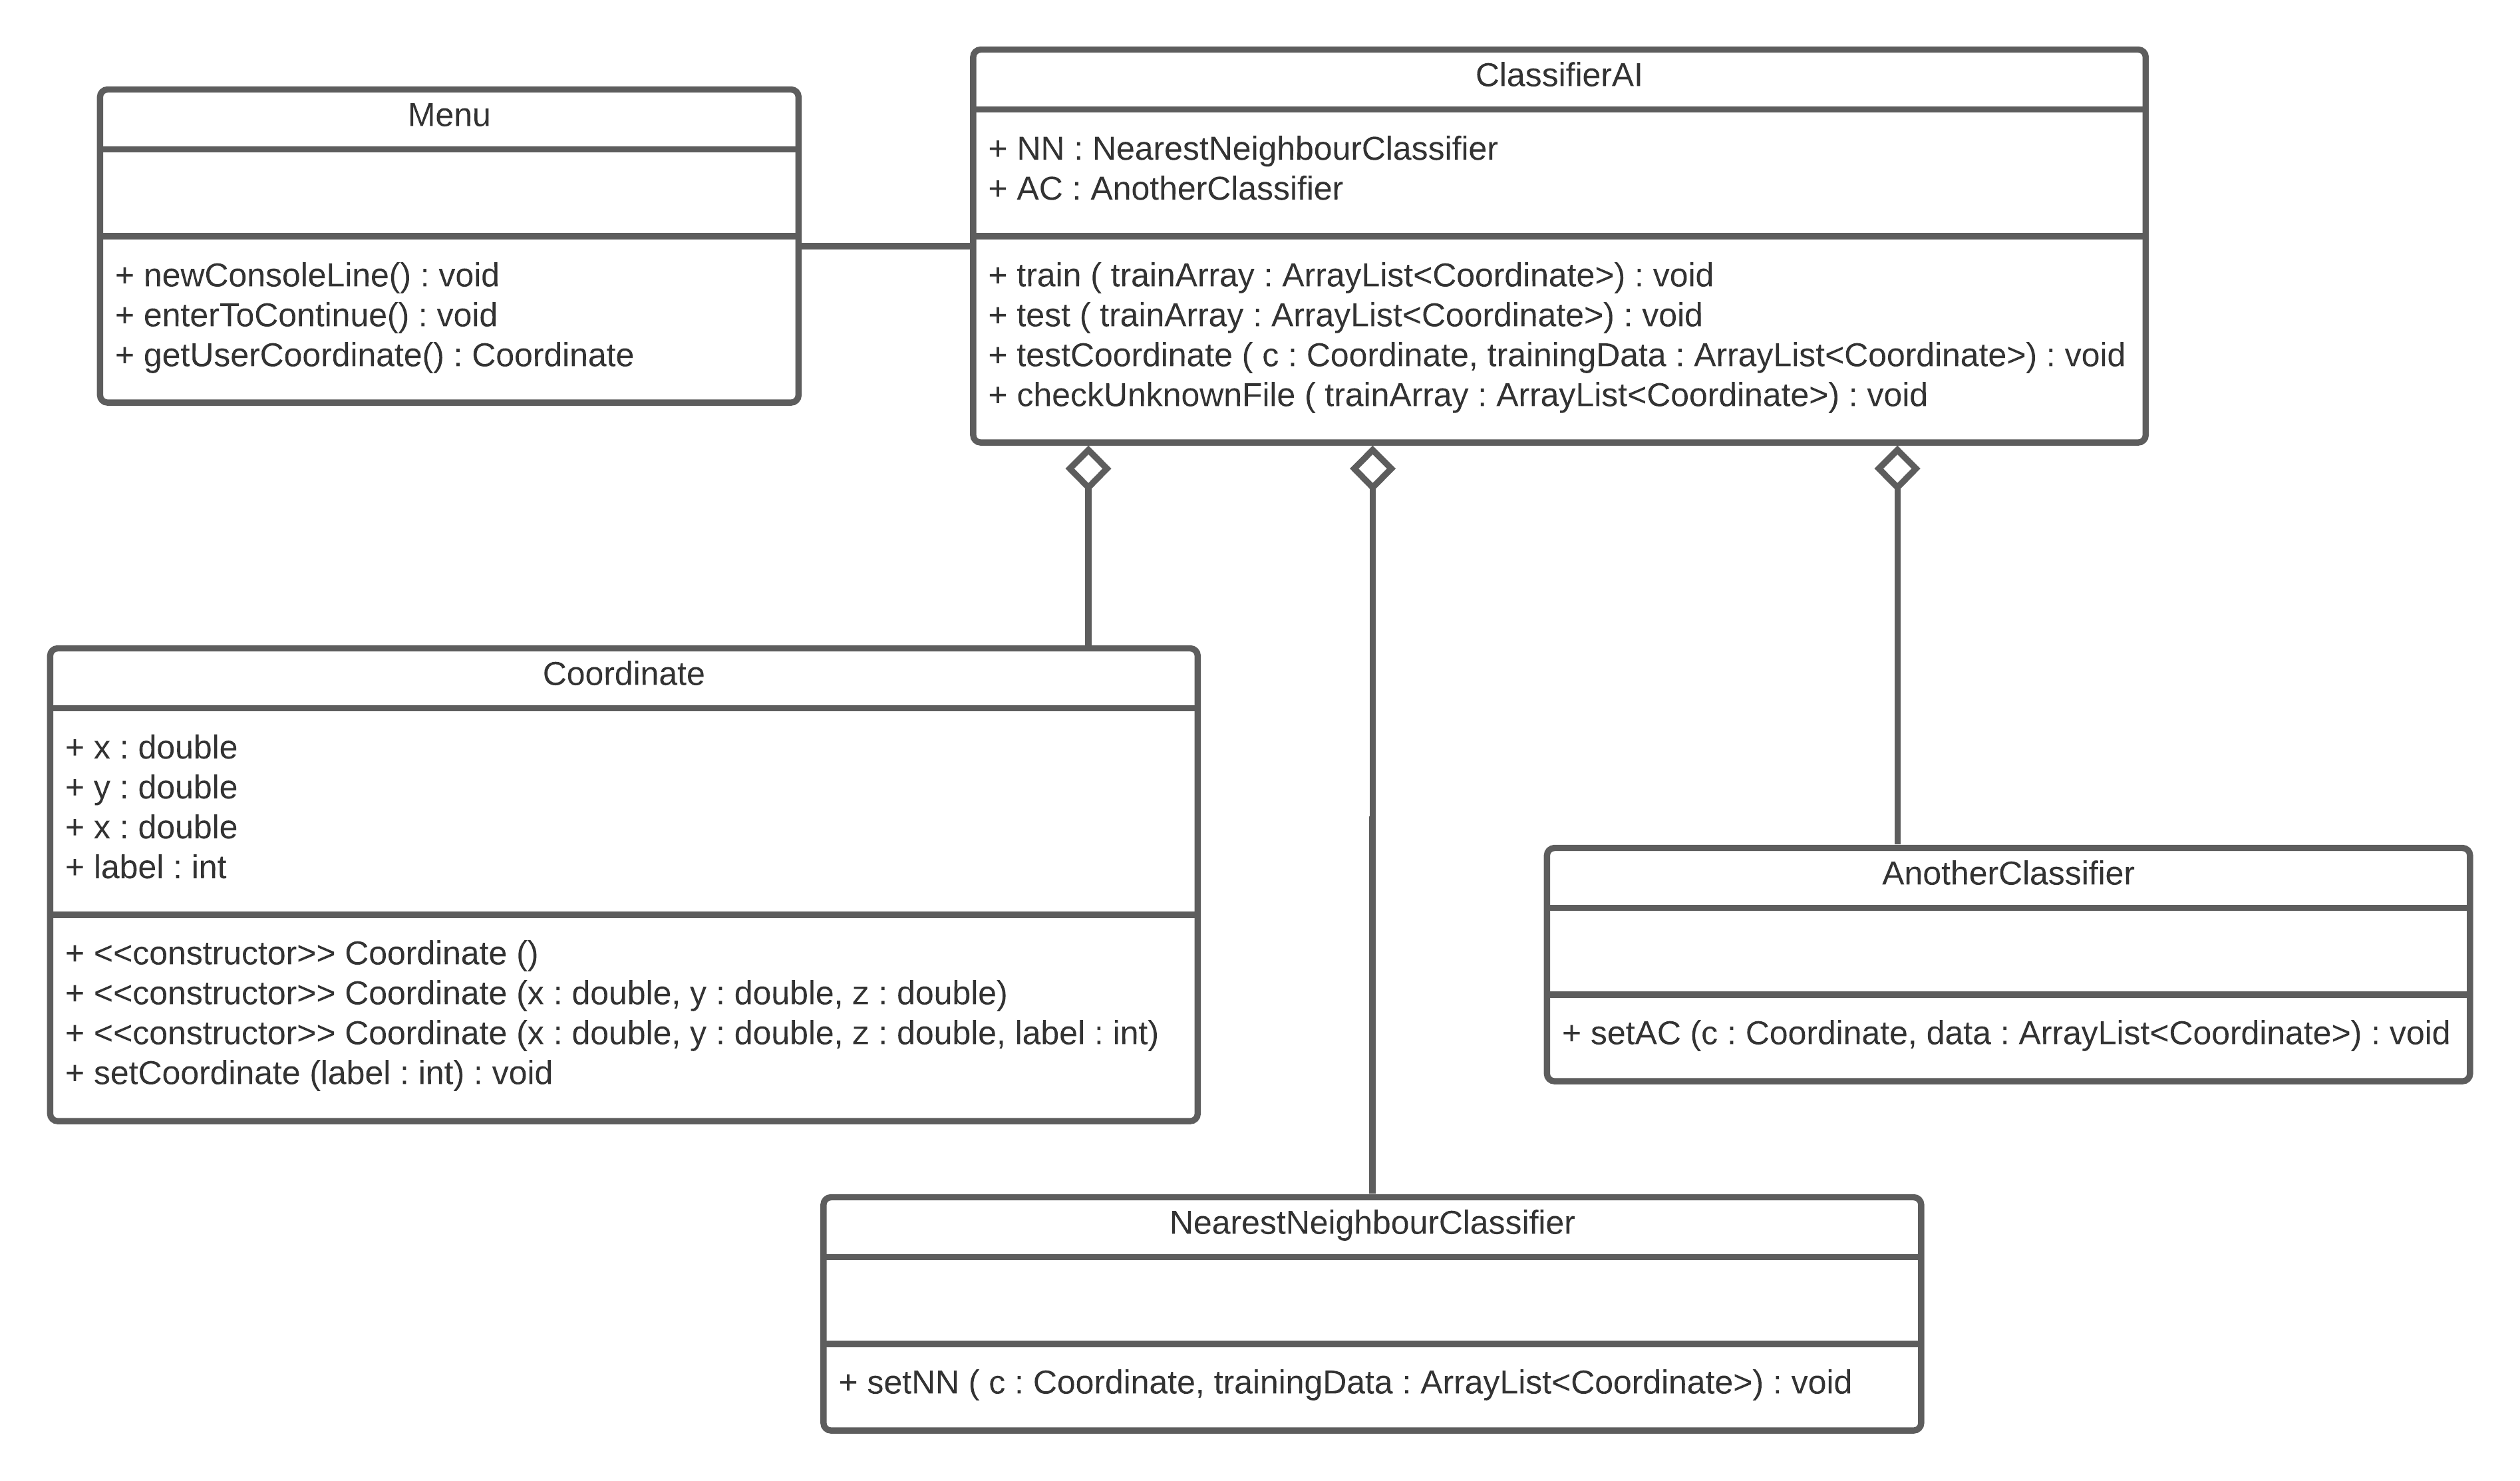 Menu
+ newConsoleLine() : void
+ enterToContinue() : void
+ getUserCoordinate() : Coordinate
ClassifierAI
+ NN : NearestNeighbourClassifier
+ AC : AnotherClassifier
+ train ( trainArray : ArrayList<Coordinate>) : void
+ test ( trainArray : ArrayList<Coordinate>) : void
+ testCoordinate ( c : Coordinate, trainingData : ArrayList<Coordinate>) : void
+ checkUnknownFile ( trainArray : ArrayList<Coordinate>) : void
Coordinate
+ x : double
+ y : double
+ x : double
+ label : int
+ <<constructor>> Coordinate ()
+ <<constructor>> Coordinate (x : double, y : double, z : double)
+ <<constructor>> Coordinate (x : double, y : double, z : double, label : int)
+ setCoordinate (label : int) : void
AnotherClassifier
+ setAC (c : Coordinate, data : ArrayList<Coordinate>) : void
NearestNeighbourClassifier
+ setNN ( c : Coordinate, trainingData : ArrayList<Coordinate>) : void